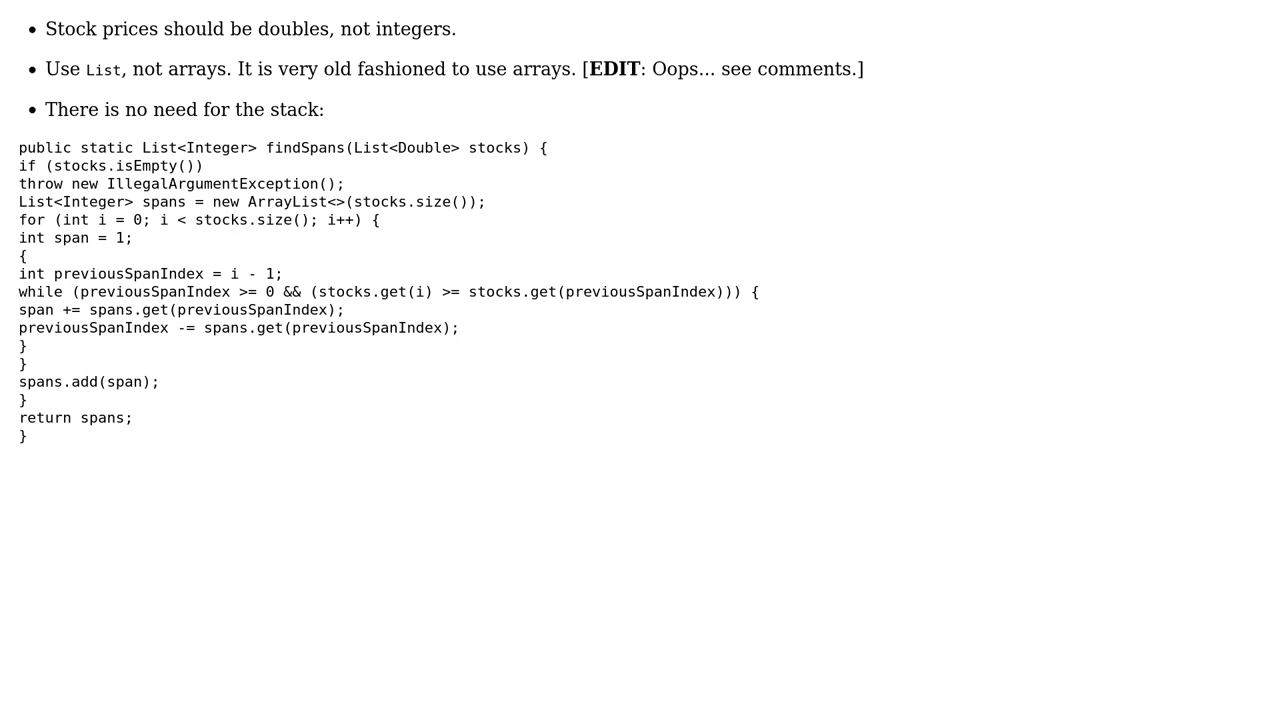 • Stock prices should be doubles, not integers.
• Use List, not arrays. It is very old fashioned to use arrays. [EDIT: Oops... see comments.]
• There is no need for the stack:
public static List<Integer> findSpans(List<Double> stocks) {
if (stocks.isEmpty())
throw new IllegalArgumentException();
List<Integer> spans = new ArrayList<>(stocks.size());
for (int i = 0; i < stocks.size(); i++) {
int span = 1;
{
int previousSpanIndex = i - 1;
while (previousSpanIndex >= 0 && (stocks.get(i) >= stocks.get(previousSpanIndex))) {
span += spans.get(previousSpanIndex);
previousSpanIndex -= spans.get(previousSpanIndex);
}
}
spans.add(span);
}
return spans;
}